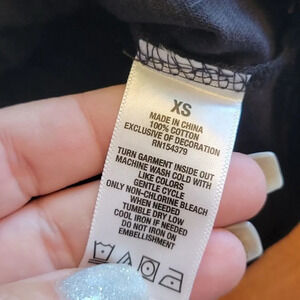 XS
MADE IN CHINA
100% COTTON
EXCLUSIVE OF DECORATION
RN154379
TURN GARMENT INSIDE OUT
MACHINE WASH COLD WITH
LIKE COLORS
GENTLE CYCLE
ONLY NON-CHLORINE BLEACH
WHEN NEEDED
TUMBLE DRY LOW
COOL IRON IF NEEDED
DO NOT IRON ON
EMBELLISHMENT